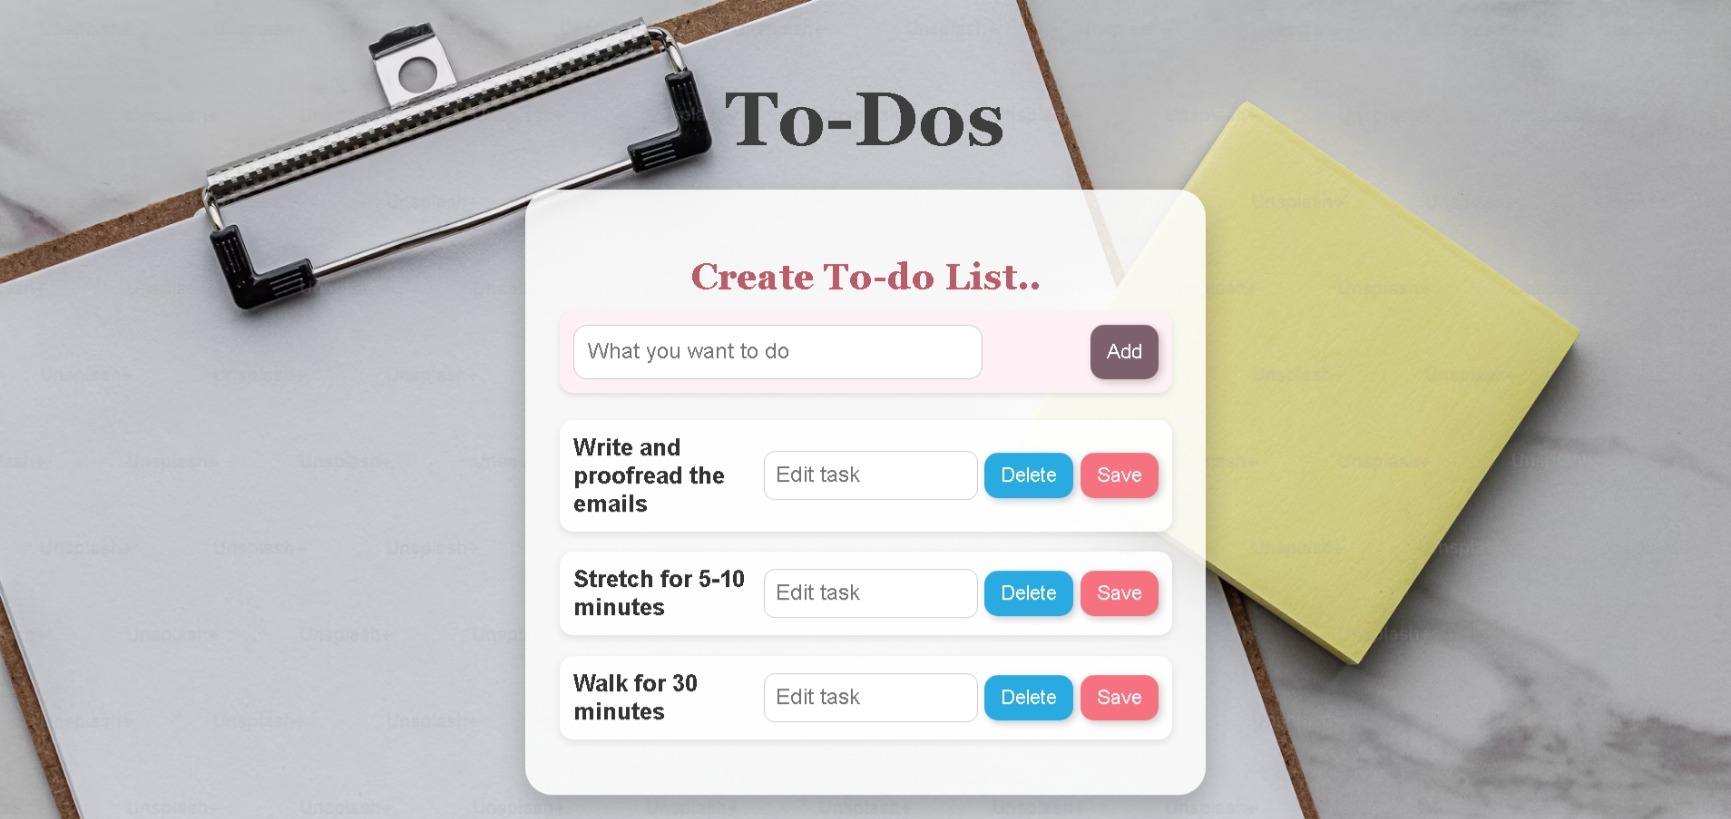 To-Dos
Create To-do List..
What you want to do
Add
Write and
proofread the
emails
Edit task
Delete
Save
Stretch for 5-10
minutes
Edit task
Delete
Save
Walk for 30
minutes
Edit task
Delete
Save
Unsplash+